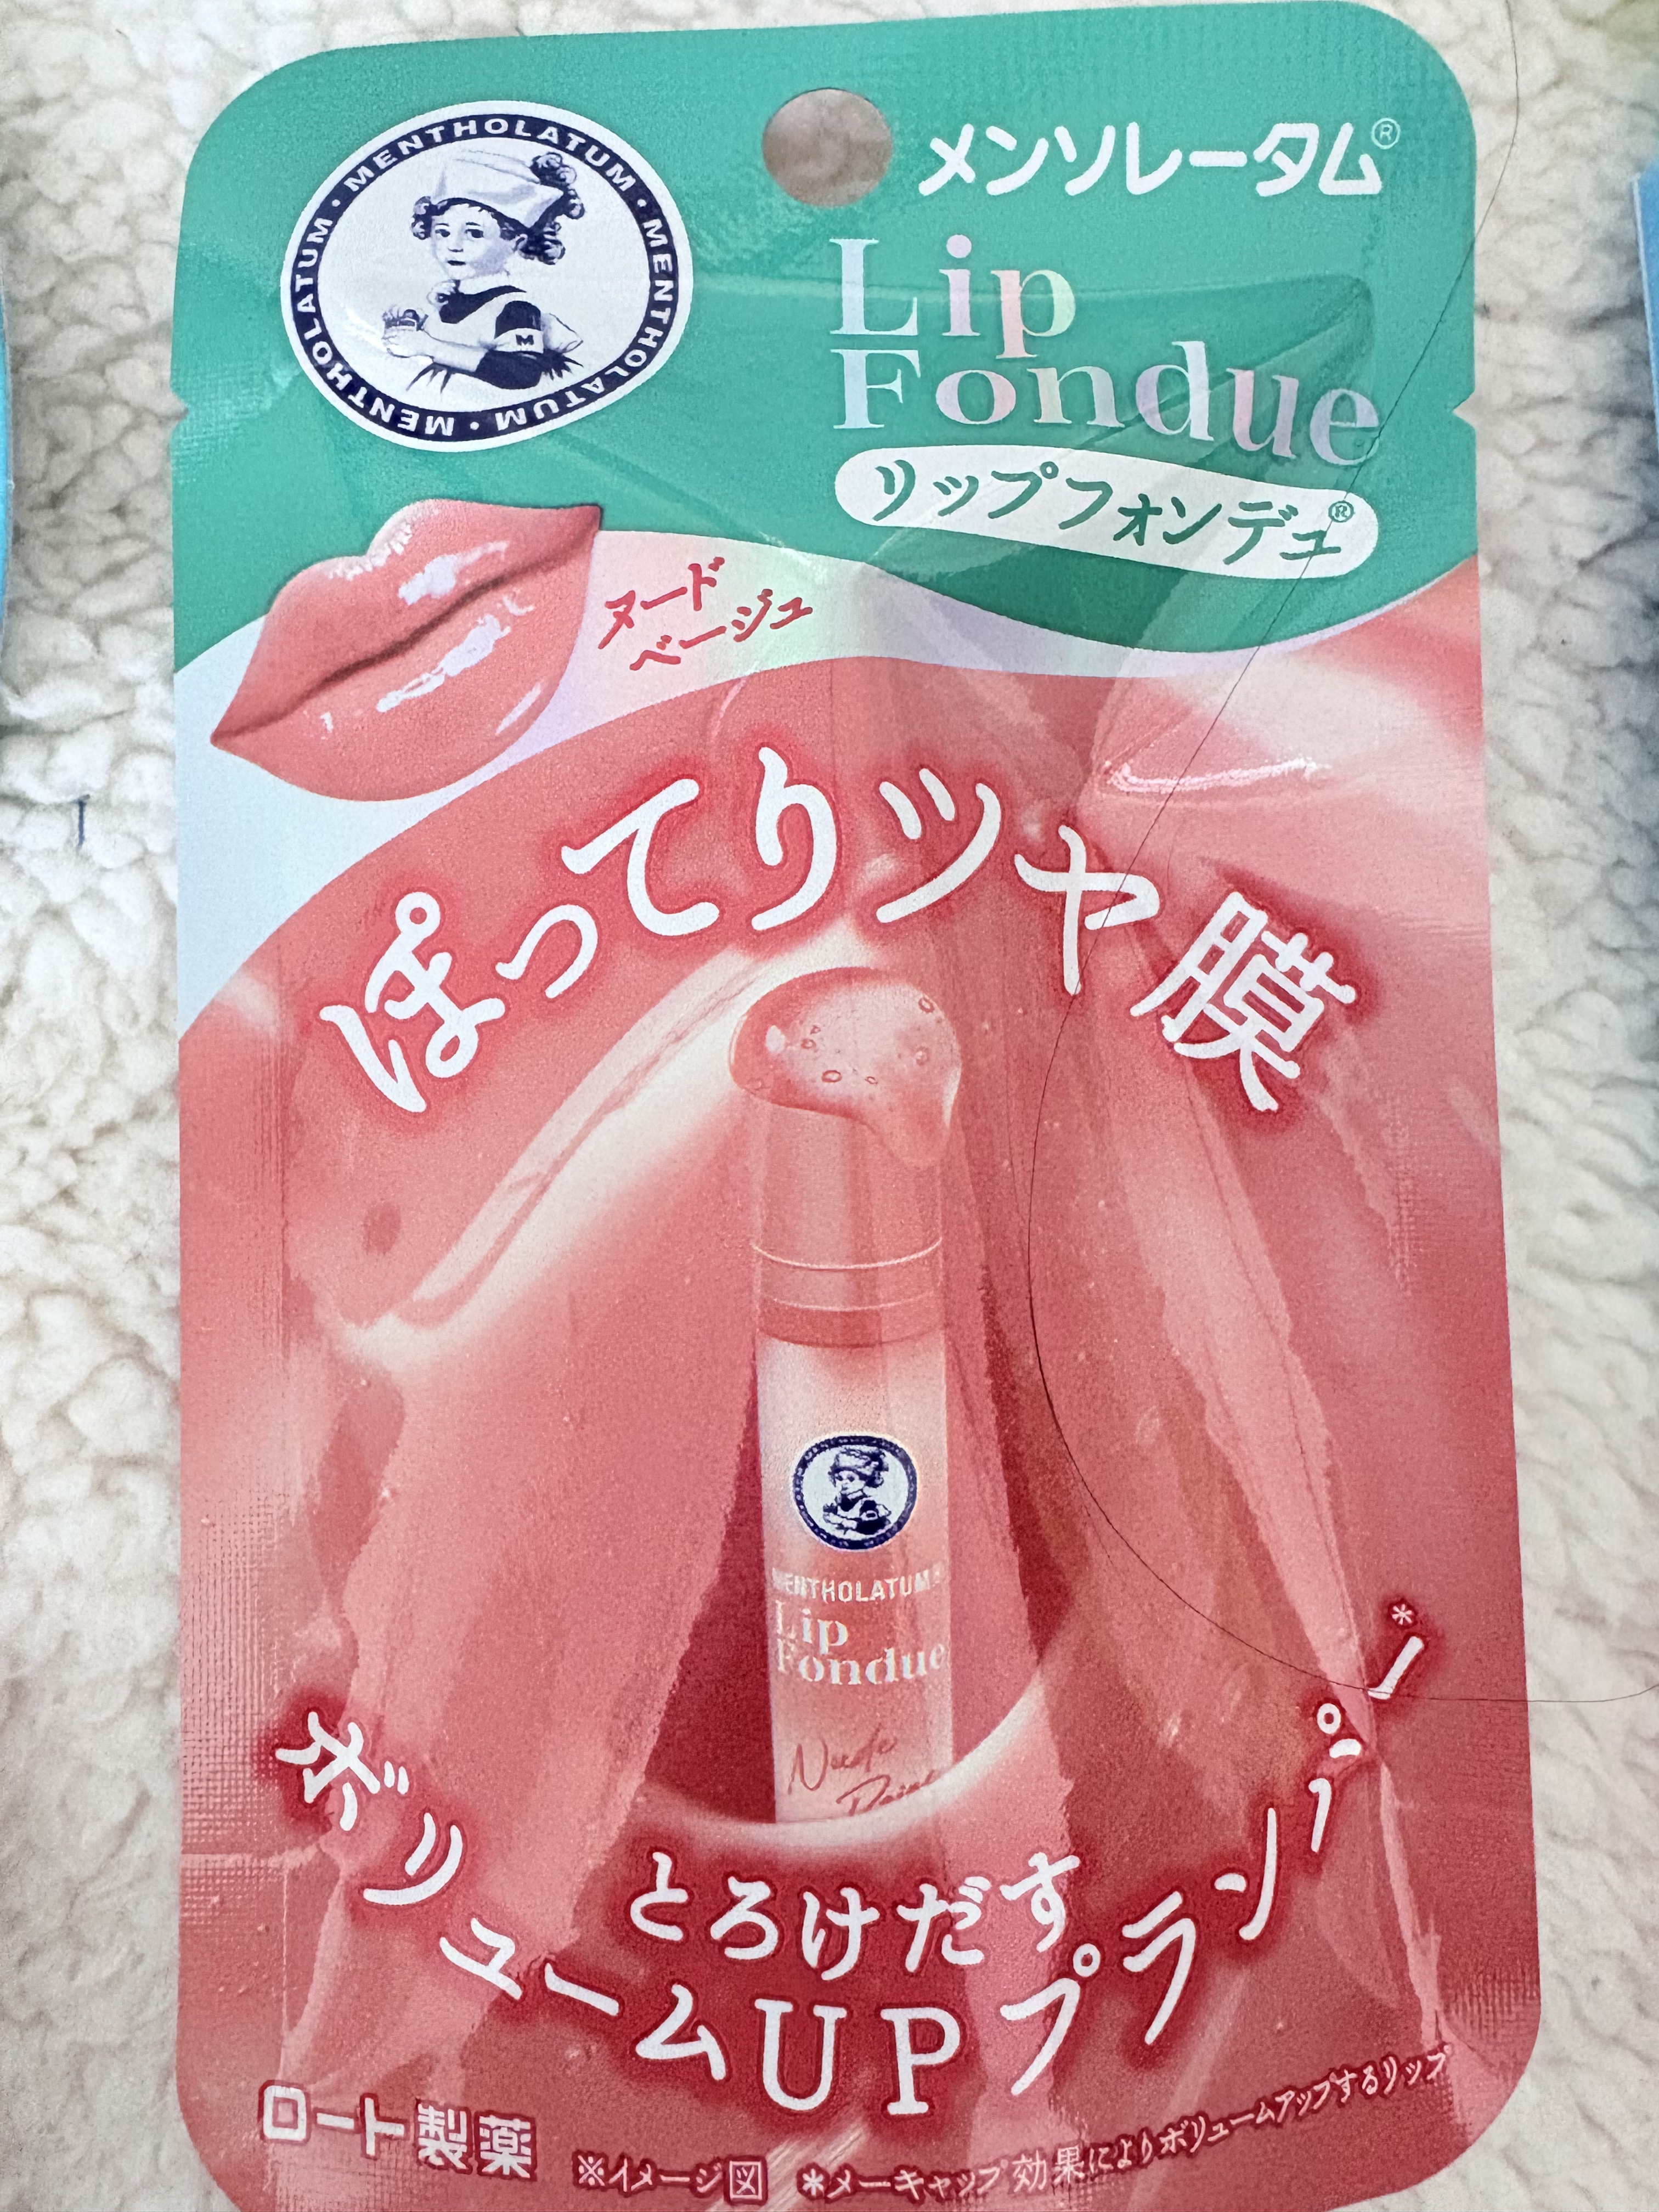 MENTHOLATUM・MENTHOLATUM・MENTHOLATUM・MENTHOLATUM・
M
メンソレータム®
Lip
Fondue
リップフォンデュ®
ヌード
ベージュ
ぽってりツヤ膜
MENTHOLATUM®
Lip
Fondue
Nude
とろけだす
ボリュームUPプランパー*
ロート製薬
※イメージ図
*メーキャップ効果によりボリュームアップするリップ